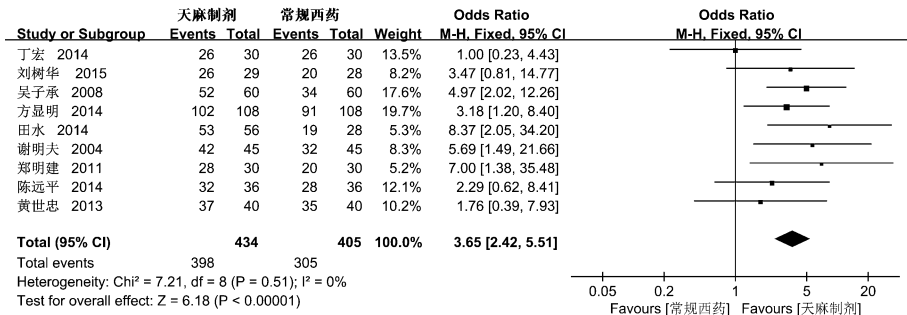 天麻制剂 常规西药 Odds Ratio Odds Ratio
Study or Subgroup Events Total Events Total Weight M-H, Fixed, 95% CI M-H, Fixed, 95% CI
丁宏 2014 26 30 26 30 13.5% 1.00 [0.23, 4.43]
刘树华 2015 26 29 20 28 8.2% 3.47 [0.81, 14.77]
吴子承 2008 52 60 34 60 17.6% 4.97 [2.02, 12.26]
方显明 2014 102 108 91 108 19.7% 3.18 [1.20, 8.40]
田水 2014 53 56 19 28 5.3% 8.37 [2.05, 34.20]
谢明夫 2004 42 45 32 45 8.3% 5.69 [1.49, 21.66]
郑明建 2011 28 30 20 30 5.2% 7.00 [1.38, 35.48]
陈远平 2014 32 36 28 36 12.1% 2.29 [0.62, 8.41]
黄世忠 2013 37 40 35 40 10.2% 1.76 [0.39, 7.93]
Total (95% CI) 434 405 100.0% 3.65 [2.42, 5.51]
Total events 398 305
Heterogeneity: Chi² = 7.21, df = 8 (P = 0.51); I² = 0%
Test for overall effect: Z = 6.18 (P < 0.00001)
0.05 0.2 1 5 20
Favours [常规西药] Favours [天麻制剂]